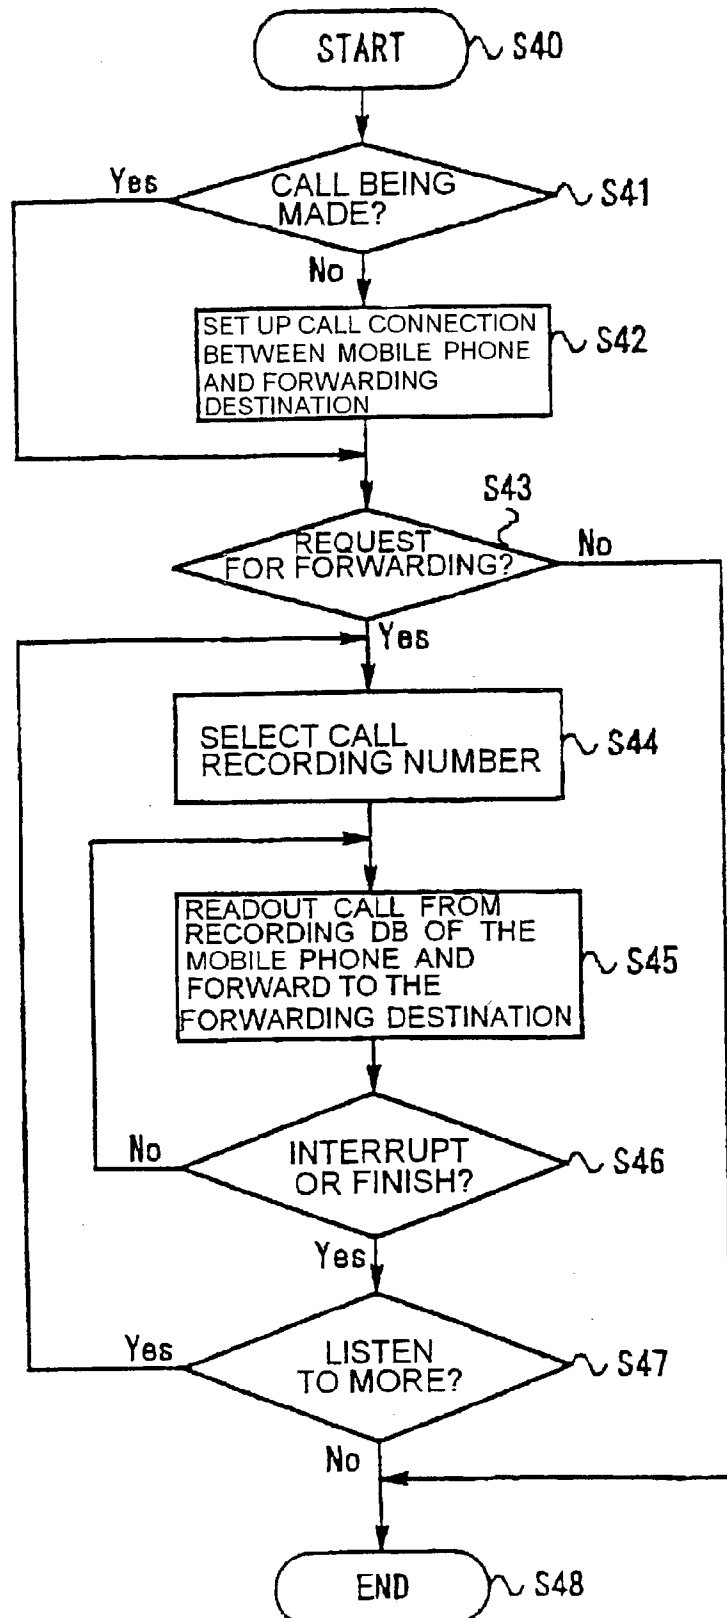 START
S40
Yes
CALL BEING
MADE?
S41
No
SET UP CALL CONNECTION
BETWEEN MOBILE PHONE
AND FORWARDING
DESTINATION
S42
S43
REQUEST
FOR FORWARDING?
No
Yes
SELECT CALL
RECORDING NUMBER
S44
READOUT CALL FROM
RECORDING DB OF THE
MOBILE PHONE AND
FORWARD TO THE
FORWARDING DESTINATION
S45
No
INTERRUPT
OR FINISH?
S46
Yes
Yes
LISTEN
TO MORE?
S47
No
END
S48